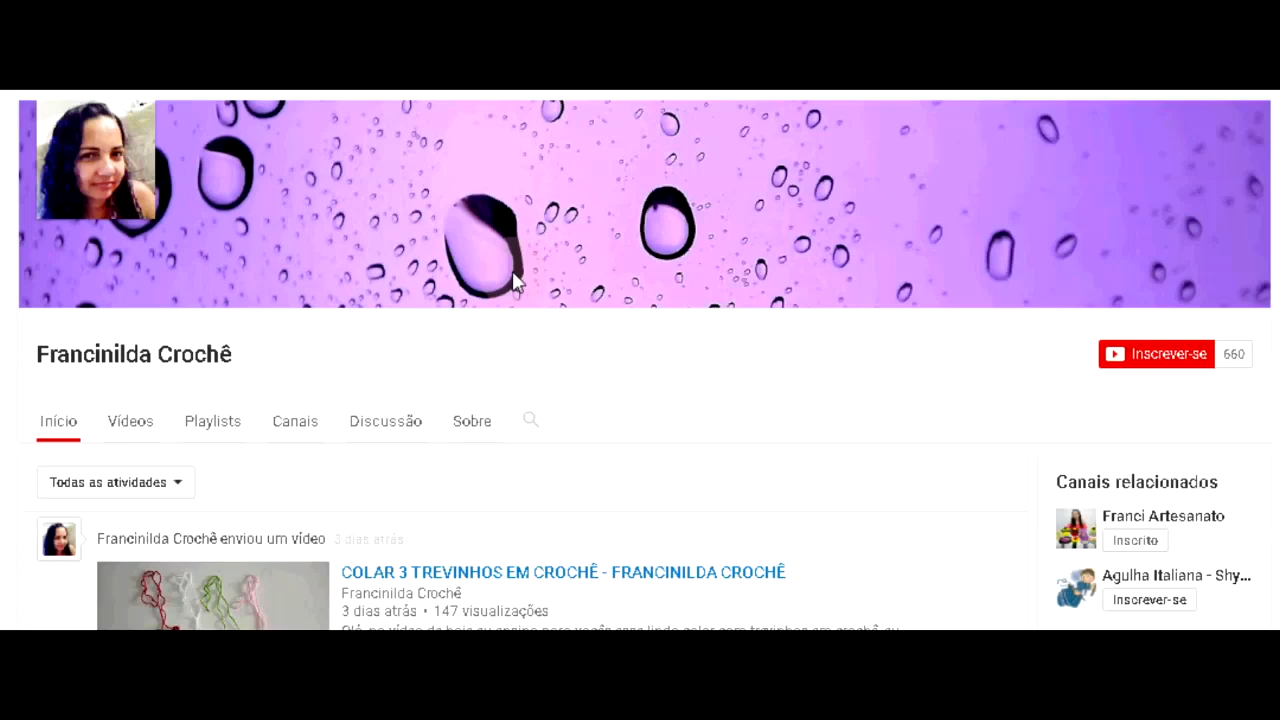 Francinilda Crochê
Inscrever-se 660
Início Vídeos Playlists Canais Discussão Sobre
Todas as atividades
Canais relacionados
Franci Artesanato
Inscrito
Agulha Italiana - Shy...
Inscrever-se
Francinilda Crochê enviou um vídeo 3 dias atrás
COLAR 3 TREVINHOS EM CROCHÊ - FRANCINILDA CROCHÊ
Francinilda Crochê
3 dias atrás • 147 visualizações